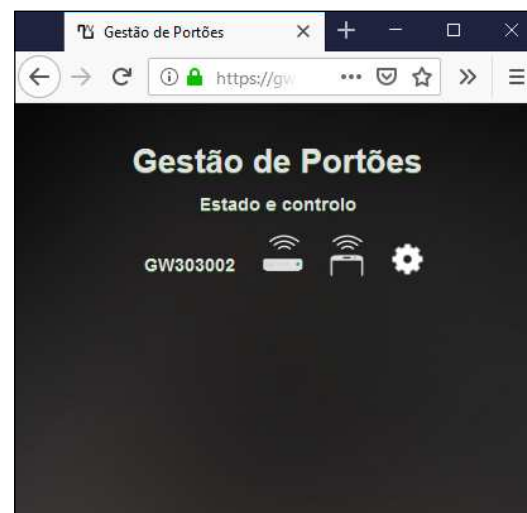 Gestão de Portões
https://gw
Gestão de Portões
Estado e controlo
GW303002